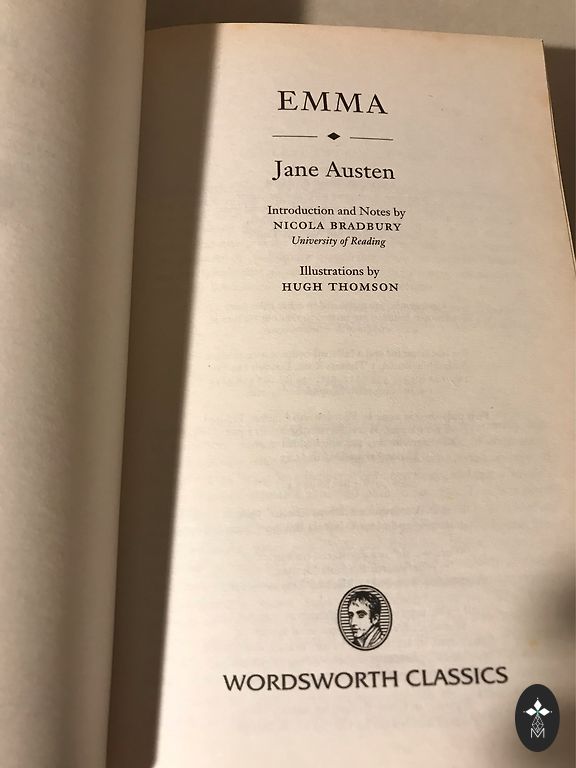 EMMA
Jane Austen
Introduction and Notes by
NICOLA BRADBURY
University of Reading
Illustrations by
HUGH THOMSON
WORDSWORTH CLASSICS
M